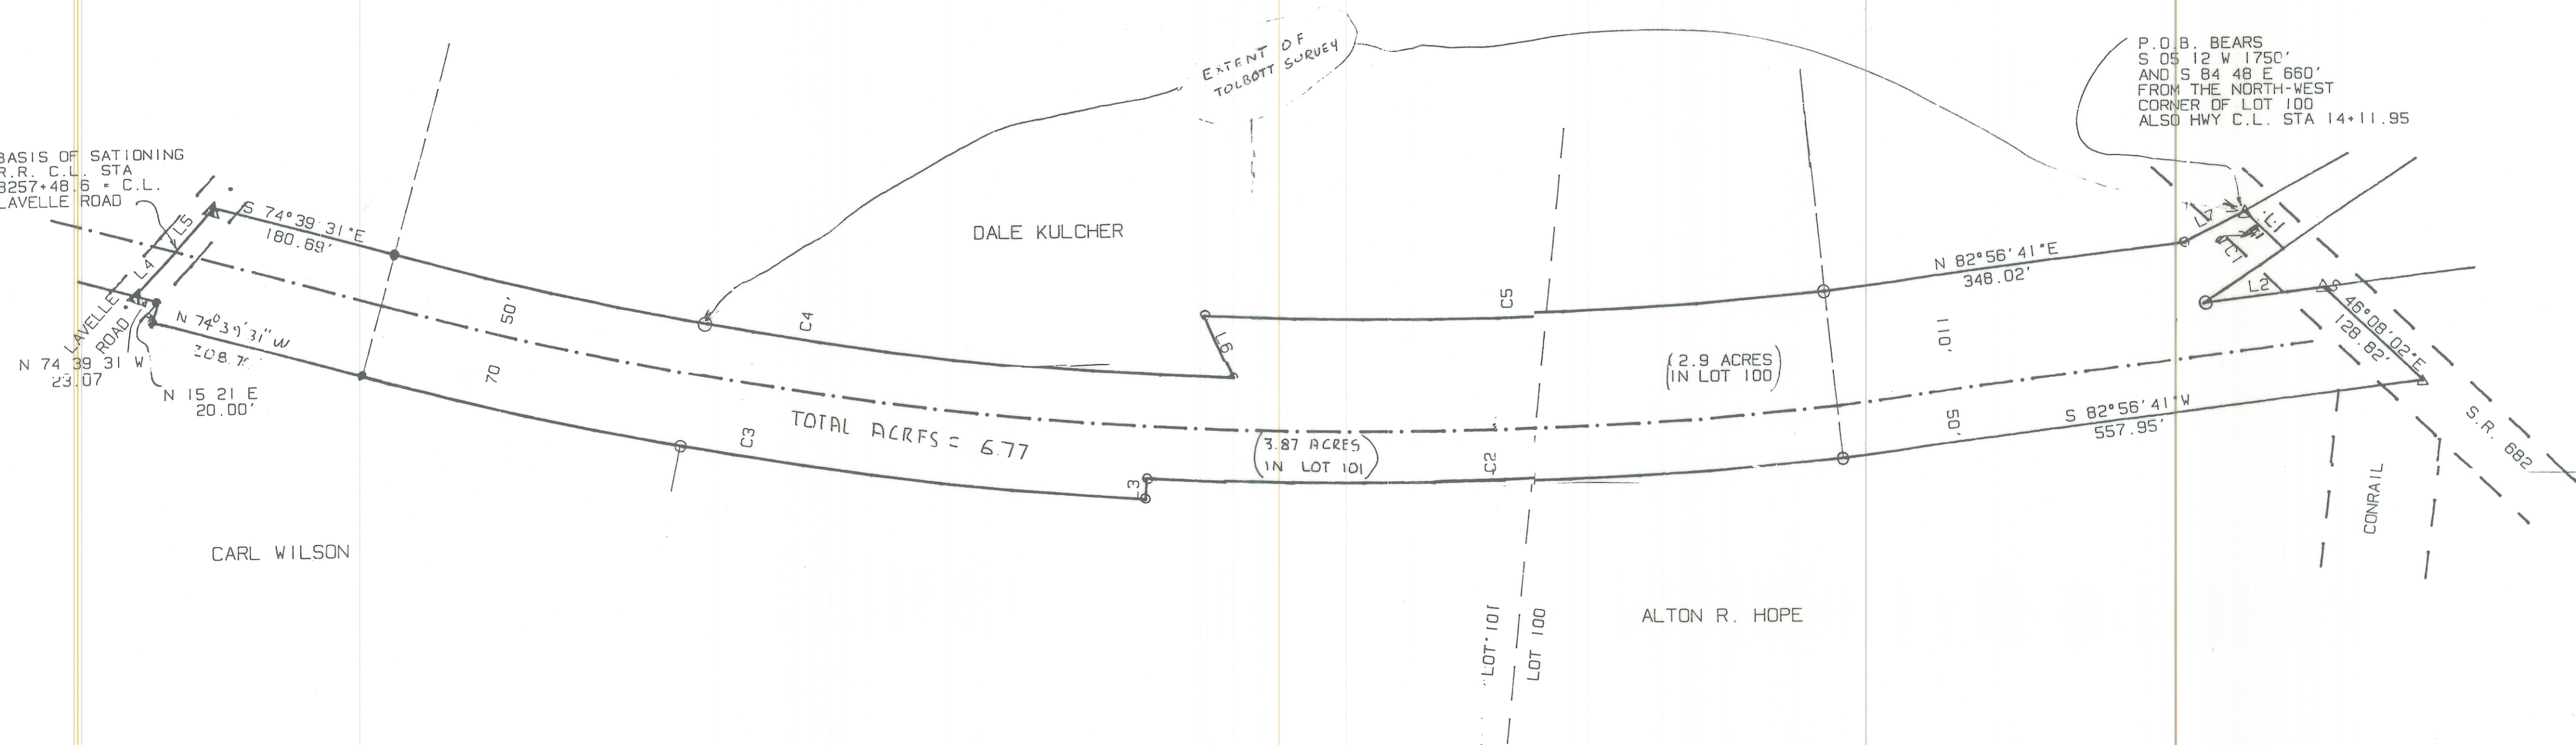 EXTENT OF
TOLBOTT SURVEY
P.O.B. BEARS
S 05 12 W 1750'
AND S 84 48 E 660'
FROM THE NORTH-WEST
CORNER OF LOT 100
ALSO HWY C.L. STA 14+11.95
BASIS OF SATIONING
R.R. C.L. STA
8257+48.6 = C.L.
LAVELLE ROAD
L5
L4
S 74°39'31"E
180.69'
LAVELLE
ROAD
N 74°39'31" W
N 74 39 31 W
23.07
N 15 21 E
20.00'
50'
70
C4
C3
DALE KULCHER
L6
C5
TOTAL ACRES = 6.77
(3.87 ACRES
IN LOT 101)
C2
(2.9 ACRES
IN LOT 100)
N 82°56'41"E
348.02'
110'
50'
L7
L1
L2
S 46°08'02"E
128.82'
S 82°56'41"W
557.95'
S.R. 682
CONRAIL
CARL WILSON
LOT 101
LOT 100
ALTON R. HOPE